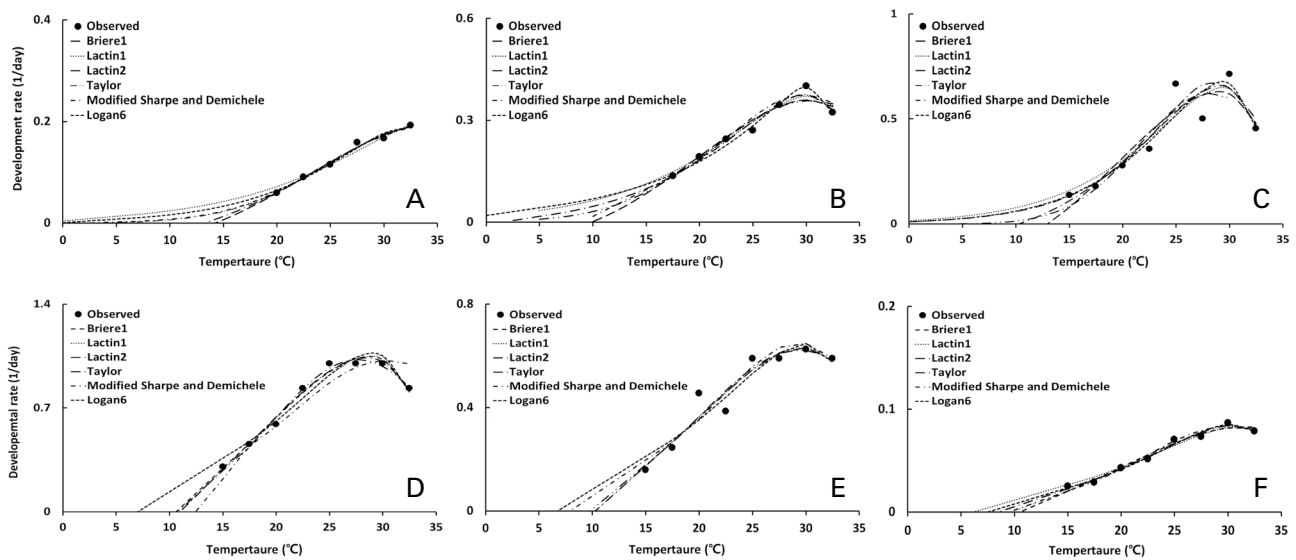 0.4
0.2
0
0 5 10 15 20 25 30 35
Development rate (1/day)
Tempertaure (℃)
Observed
Briere1
Lactin1
Lactin2
Taylor
Modified Sharpe and Demichele
Logan6
A
0.6
0.3
0
0 5 10 15 20 25 30 35
Tempertaure (℃)
Observed
Briere1
Lactin1
Lactin2
Taylor
Modified Sharpe and Demichele
Logan6
B
1
0.5
0
0 5 10 15 20 25 30 35
Tempertaure (℃)
Observed
Briere1
Lactin1
Lactin2
Taylor
Modified Sharpe and Demichele
Logan6
C
1.4
0.7
0
0 5 10 15 20 25 30 35
Developemtal rate (1/day)
Tempertaure (℃)
Observed
Briere1
Lactin1
Lactin2
Taylor
Modified Sharpe and Demichele
Logan6
D
0.8
0.4
0
0 5 10 15 20 25 30 35
Tempertaure (℃)
Observed
Briere1
Lactin1
Lactin2
Taylor
Modified Sharpe and Demichele
Logan6
E
0.2
0.1
0
0 5 10 15 20 25 30 35
Tempertaure (℃)
Observed
Briere1
Lactin1
Lactin2
Taylor
Modified Sharpe and Demichele
Logan6
F